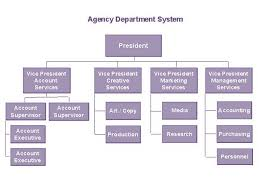 Agency Department System
President
Vice President
Account
Services
Vice President
Creative
Services
Vice President
Marketing
Services
Vice President
Management
Services
Account
Supervisor
Account
Supervisor
Account
Executive
Account
Executive
Art / Copy
Production
Media
Research
Accounting
Purchasing
Personnel